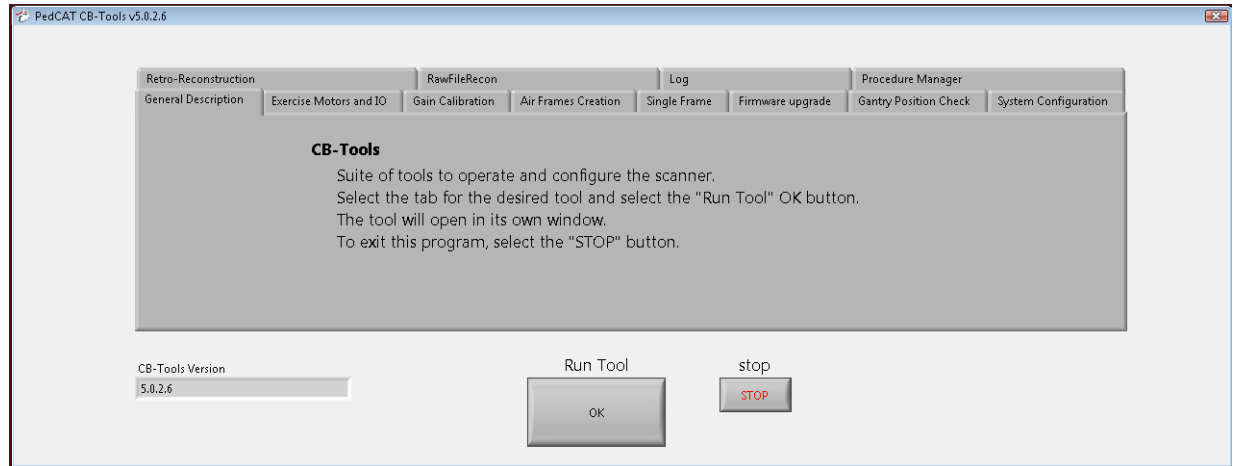 PedCAT CB-Tools v5.0.2.6
Retro-Reconstruction RawFileRecon Log Procedure Manager
General Description Exercise Motors and IO Gain Calibration Air Frames Creation Single Frame Firmware upgrade Gantry Position Check System Configuration
CB-Tools
Suite of tools to operate and configure the scanner.
Select the tab for the desired tool and select the "Run Tool" OK button.
The tool will open in its own window.
To exit this program, select the "STOP" button.
CB-Tools Version
5.0.2.6
Run Tool
OK
stop
STOP